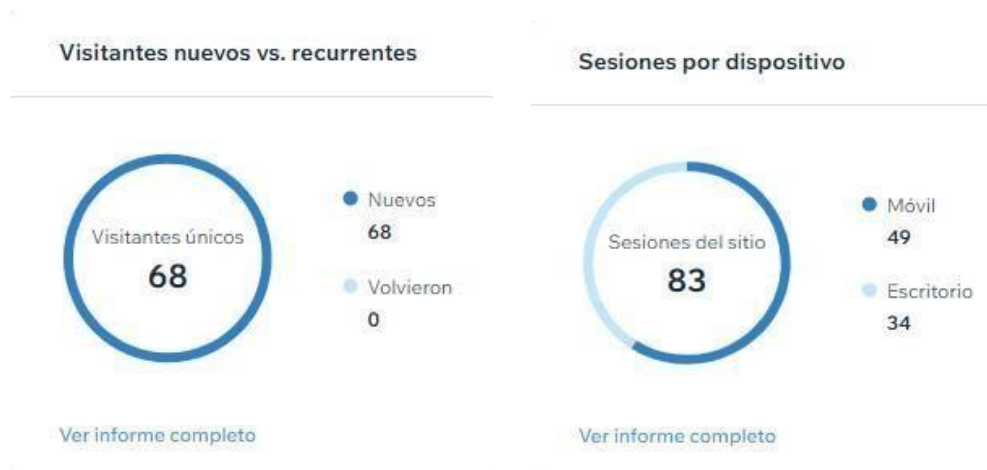 Visitantes nuevos vs. recurrentes
Visitantes únicos
68
Nuevos
68
Volvieron
0
Ver informe completo
Sesiones por dispositivo
Sesiones del sitio
83
Móvil
49
Escritorio
34
Ver informe completo